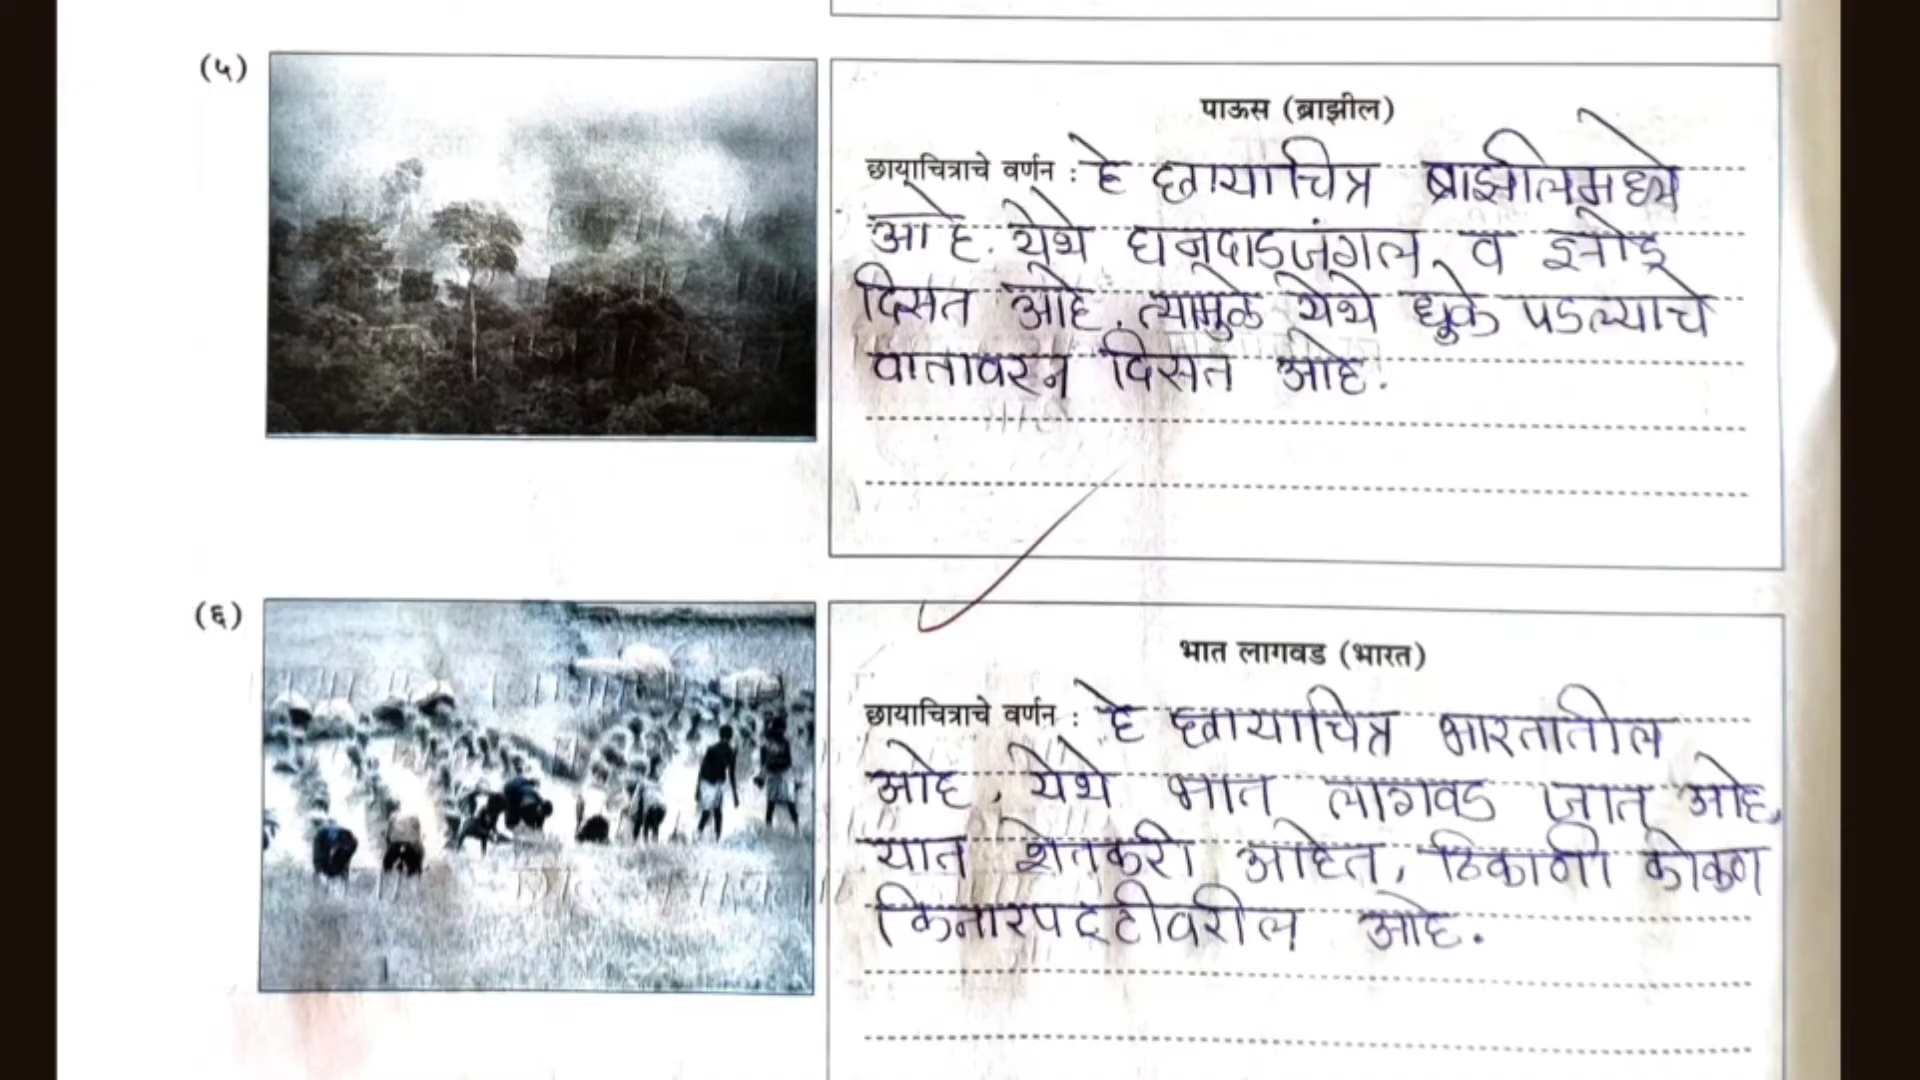 (५)
पाऊस (ब्राझील)
छायाचित्राचे वर्णन : हे छायाचित्र ब्राझीलमध्ये
आहे. येथे घनदाड जंगल व झाडे
दिसत आहे. त्यामुळे येथे धुके पडल्याचे
वातावरन दिसत आहे.
(६)
भात लागवड (भारत)
छायाचित्राचे वर्णन : हे छायाचित्र भारतातील
आहे. येथे भात लागवड जात आहे.
यात शेतकरी आहेत. ठिकाणी कोकण
किनारपट्टीवरील आहे.